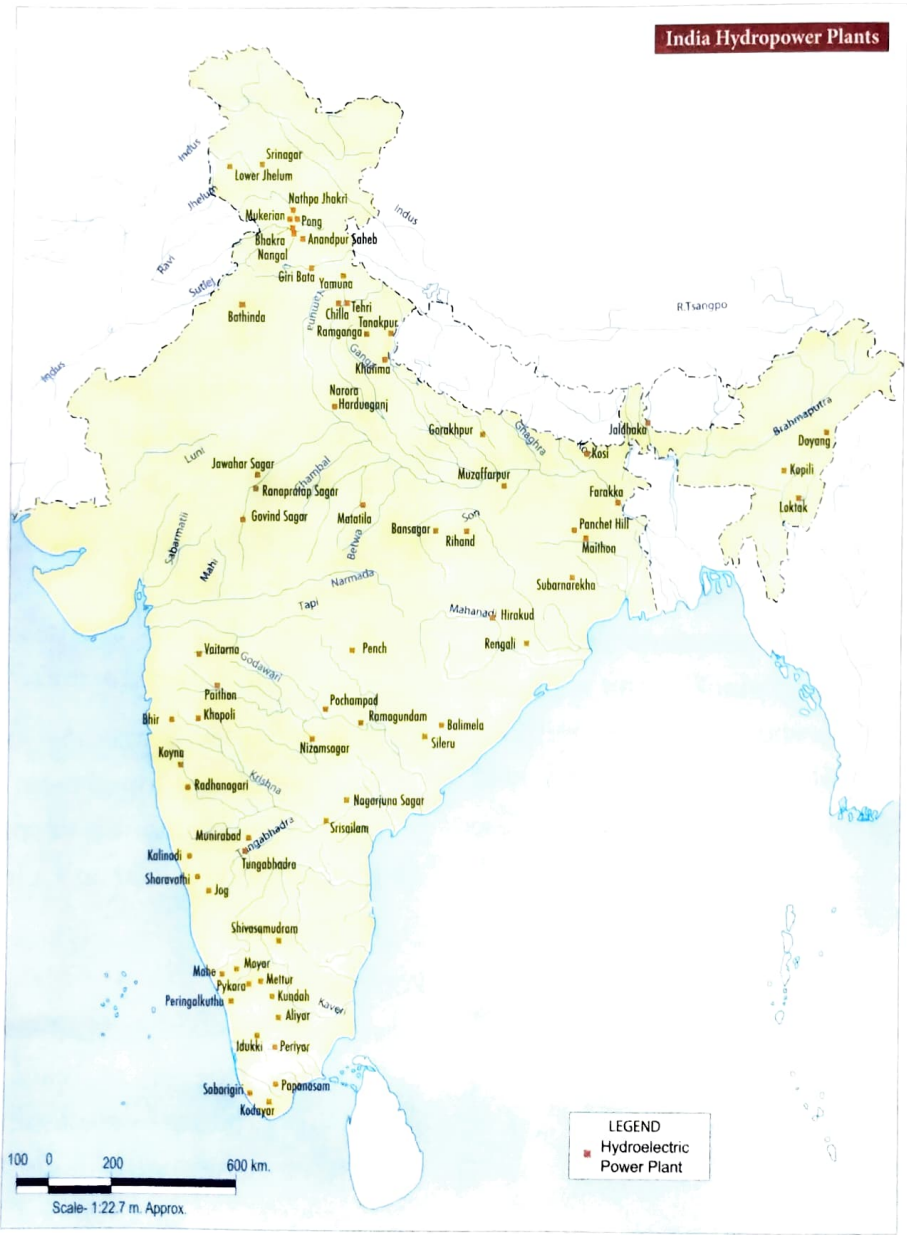 India Hydropower Plants
Indus
Srinagar
Lower Jhelum
Jhelum
Nathpa Jhakri
Indus
Mukerian
Pong
Bhakra
Anandpur Saheb
Nangal
Ravi
Giri Bata
Yamuna
Sutlej
Yamuna
Bathinda
Tehri
Chilla
Tanakpur
Ramganga
R.Tsangpo
Ganga
Khatima
Indus
Narora
Harduaganj
Jaldhaka
Brahmaputra
Gorakhpur
Ghaghra
Doyang
Kosi
Luni
Jawahar Sagar
Chambal
Muzaffarpur
Kopili
Ranapratap Sagar
Farakka
Loktak
Govind Sagar
Matatila
Son
Sabarmatii
Bansagar
Rihand
Panchet Hill
Betwa
Maithon
Mahi
Narmada
Subarnarekha
Tapi
Mahanadi
Hirakud
Rengali
Vaitarna
Pench
Godawari
Paithon
Pochampad
Bhir
Khopoli
Ramagundam
Balimela
Nizamsagar
Sileru
Koyna
Krishna
Radhanagari
Nagarjuna Sagar
Srisailam
Munirabad
Tungabhadra
Kalinadi
Tungabhadra
Sharavathi
Jog
Shivasamudram
Moyar
Mahe
Mettur
Pykara
Peringalkuthu
Kundah
Kaveri
Aliyar
Idukki
Periyar
Sabarigiri
Papanasam
Kodayar
LEGEND
Hydroelectric
Power Plant
100 0 200 600 km.
Scale- 1:22.7 m. Approx.